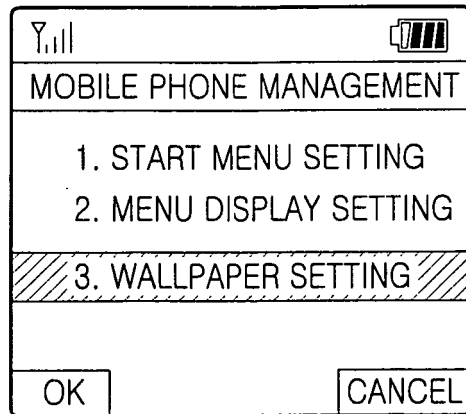 MOBILE PHONE MANAGEMENT
1. START MENU SETTING
2. MENU DISPLAY SETTING
3. WALLPAPER SETTING
OK CANCEL